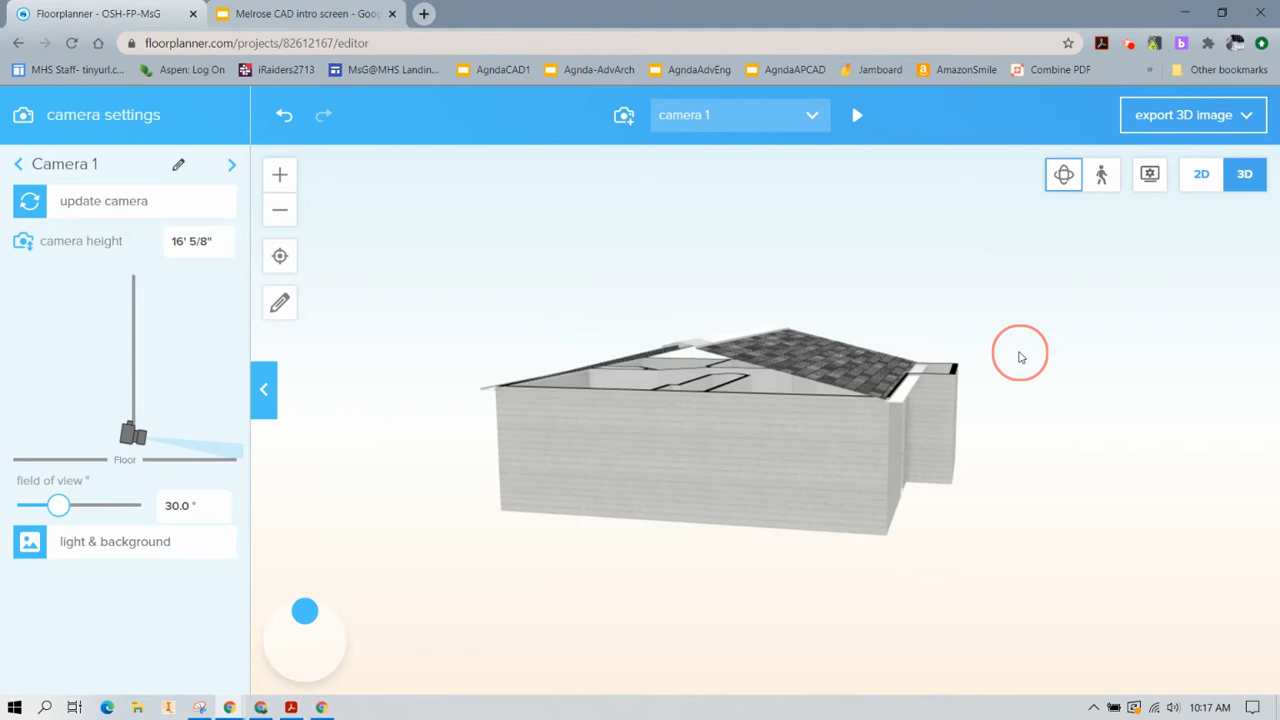 Floorplanner - OSH-FP-MsG
Melrose CAD intro screen - Goog
floorplanner.com/projects/82612167/editor
MHS Staff- tinyurl.c...
Aspen: Log On
iRaiders2713
MsG@MHS Landin...
AgndaCAD1
Agnda-AdvArch
AgndaAdvEng
AgndaAPCAD
Jamboard
AmazonSmile
Combine PDF
»
Other bookmarks
camera settings
camera 1
export 3D image
Camera 1
2D
3D
update camera
camera height
16' 5/8"
Floor
field of view °
30.0 °
light & background
10:17 AM